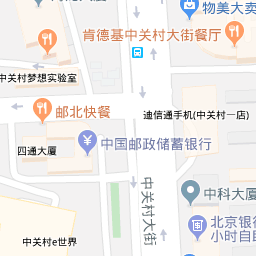 物美大卖
肯德基中关村大街餐厅
中关村梦想实验室
邮北快餐
迪信通手机(中关村一店)
中国邮政储蓄银行
四通大厦
中科大厦
中关村大街
北京银行
小时自助
中关村e世界